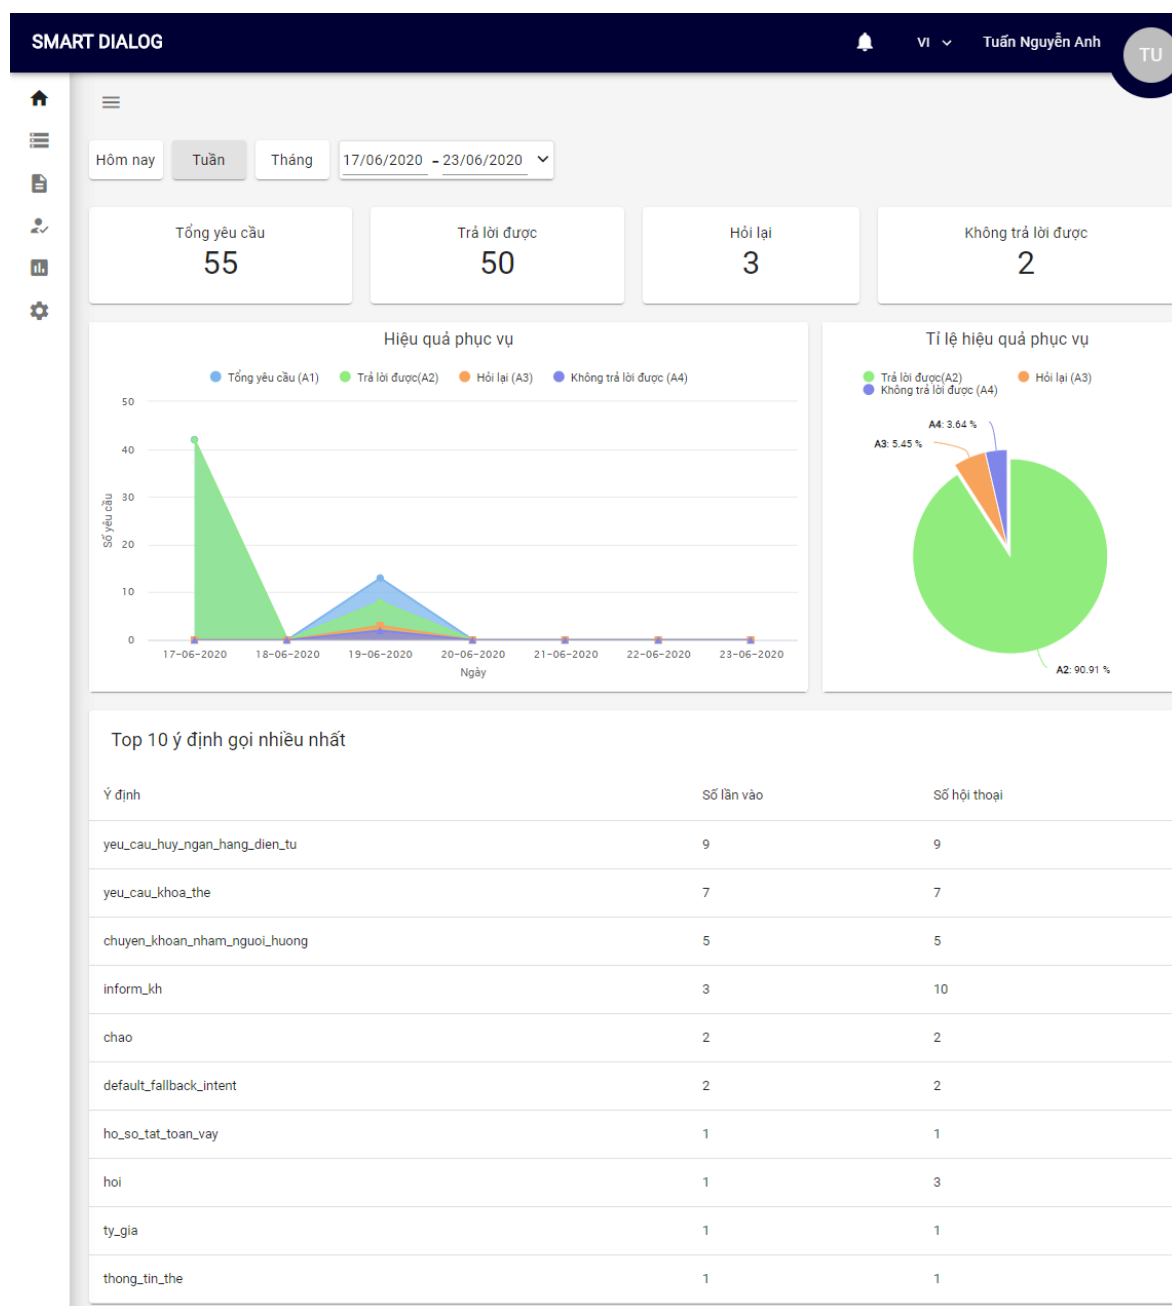 SMART DIALOG
VI
Tuấn Nguyễn Anh
TU
Hôm nay
Tuần
Tháng
17/06/2020 - 23/06/2020
Tổng yêu cầu
55
Trả lời được
50
Hỏi lại
3
Không trả lời được
2
Hiệu quả phục vụ
Tổng yêu cầu (A1) Trả lời được(A2) Hỏi lại (A3) Không trả lời được (A4)
50
40
30
20
10
0
Số yêu cầu
17-06-2020 18-06-2020 19-06-2020 20-06-2020 21-06-2020 22-06-2020 23-06-2020
Ngày
Tỉ lệ hiệu quả phục vụ
Trả lời được(A2) Hỏi lại (A3)
Không trả lời được (A4)
A4: 3.64 %
A3: 5.45 %
A2: 90.91 %
Top 10 ý định gọi nhiều nhất
Ý định Số lần vào Số hội thoại
yeu_cau_huy_ngan_hang_dien_tu 9 9
yeu_cau_khoa_the 7 7
chuyen_khoan_nham_nguoi_huong 5 5
inform_kh 3 10
chao 2 2
default_fallback_intent 2 2
ho_so_tat_toan_vay 1 1
hoi 1 3
ty_gia 1 1
thong_tin_the 1 1